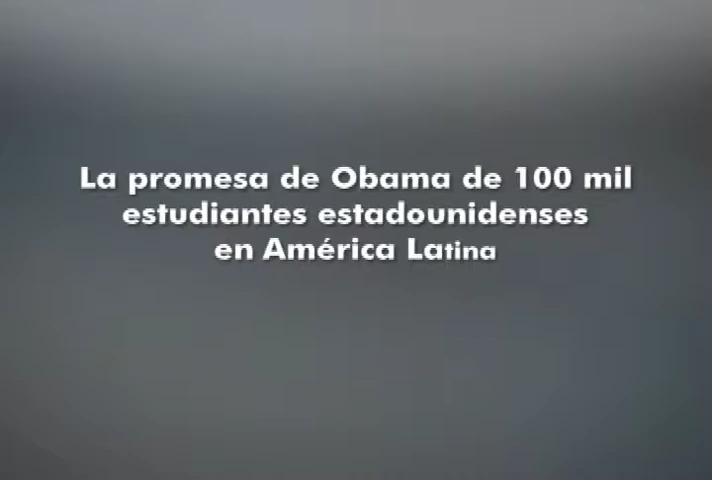 La promesa de Obama de 100 mil
estudiantes estadounidenses
en América Latina